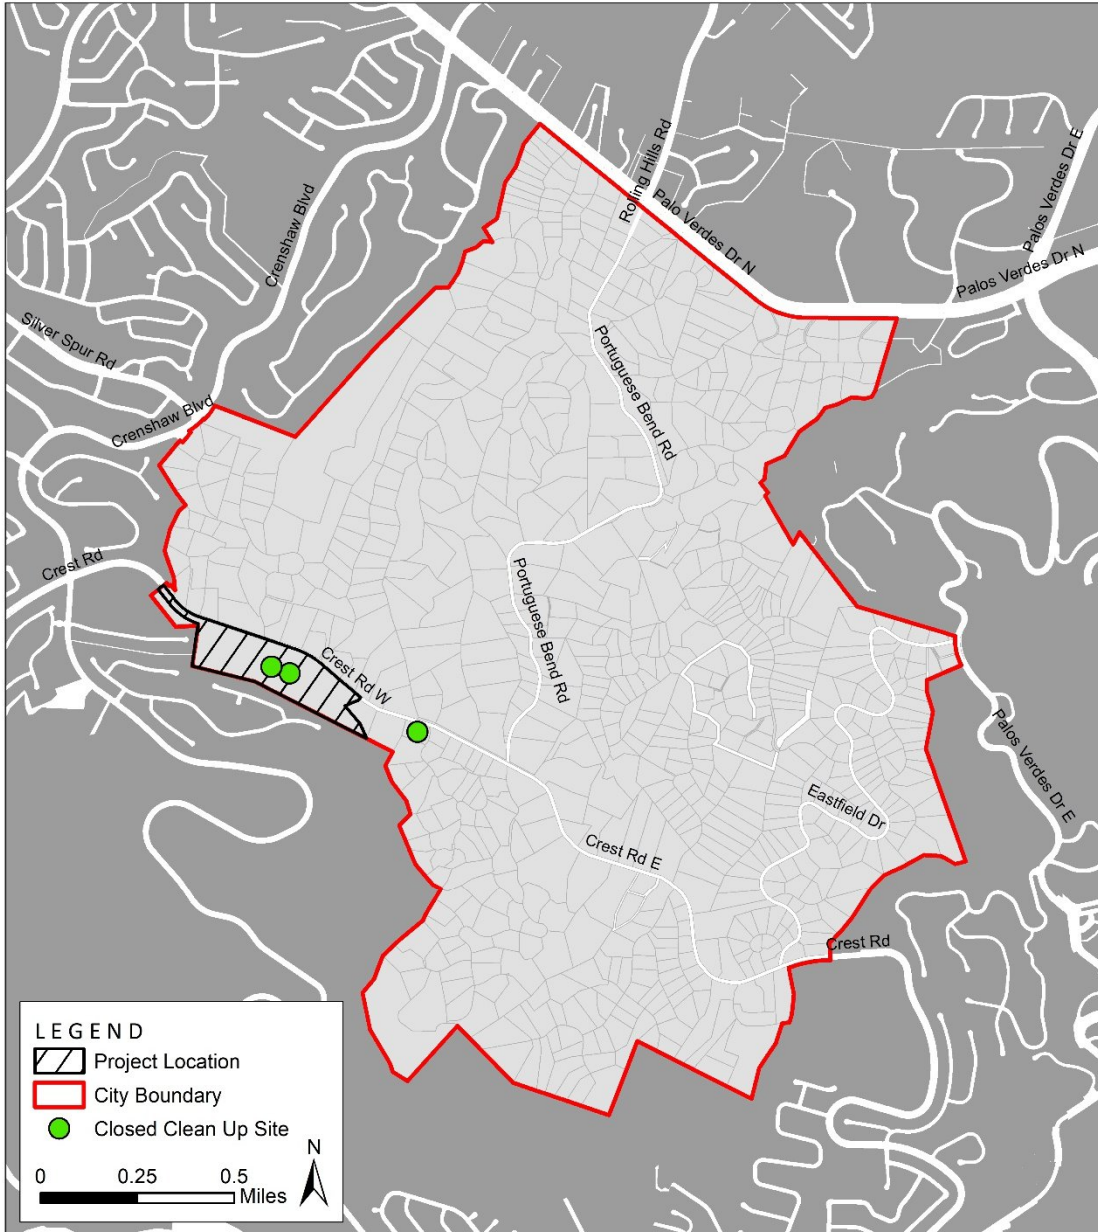 Rolling Hills Rd
Palo Verdes Dr N
Palos Verdes Dr E
Palos Verdes Dr N
Crenshaw Blvd
Silver Spur Rd
Crenshaw Blvd
Portuguese Bend Rd
Crest Rd
Portuguese Bend Rd
Crest Rd W
Palos Verdes Dr E
Eastfield Dr
Crest Rd E
Crest Rd
LEGEND
Project Location
City Boundary
Closed Clean Up Site
N
0 0.25 0.5
Miles